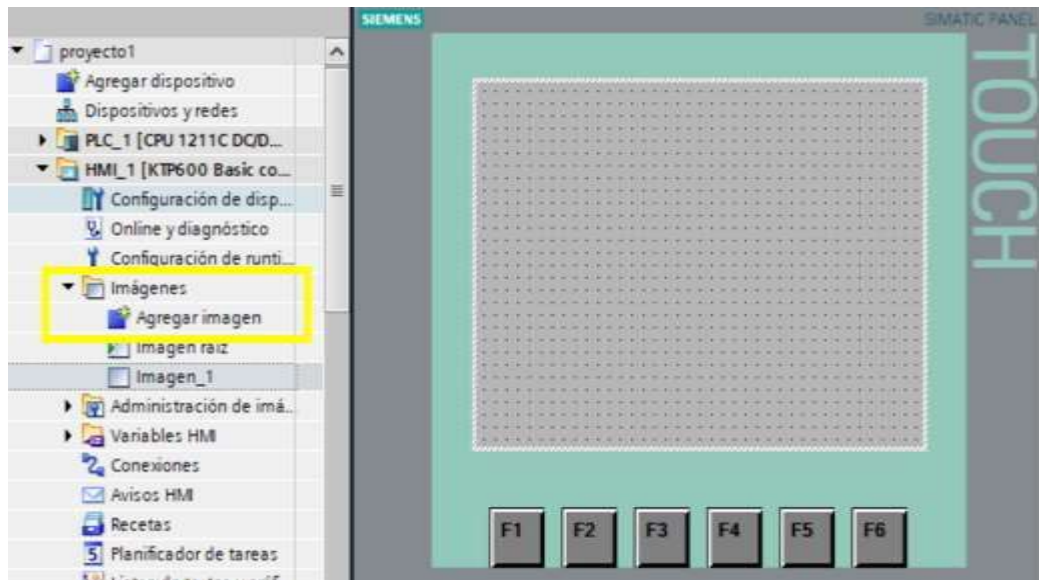 proyecto1
Agregar dispositivo
Dispositivos y redes
PLC_1 [CPU 1211C DC/D...
HMI_1 [KTP600 Basic co...
Configuración de disp...
Online y diagnóstico
Configuración de runti...
Imágenes
Agregar imagen
Imagen raíz
Imagen_1
Administración de imá...
Variables HMI
Conexiones
Avisos HMI
Recetas
Planificador de tareas
SIEMENS
SIMATIC PANEL
TOUCH
F1 F2 F3 F4 F5 F6